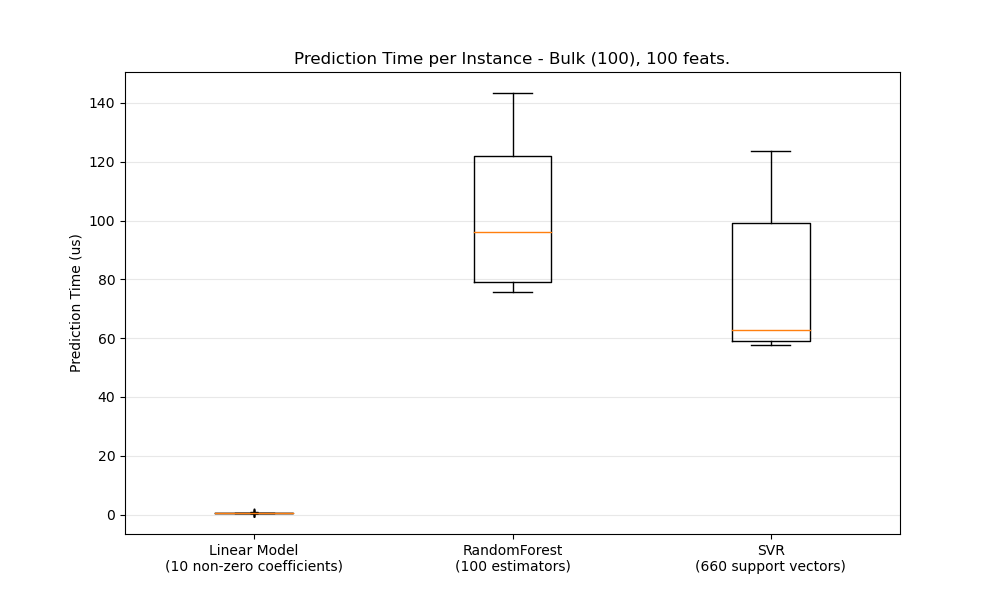 Prediction Time per Instance - Bulk (100), 100 feats.
140
120
100
80
60
40
20
0
Prediction Time (us)
Linear Model
(10 non-zero coefficients)
RandomForest
(100 estimators)
SVR
(660 support vectors)